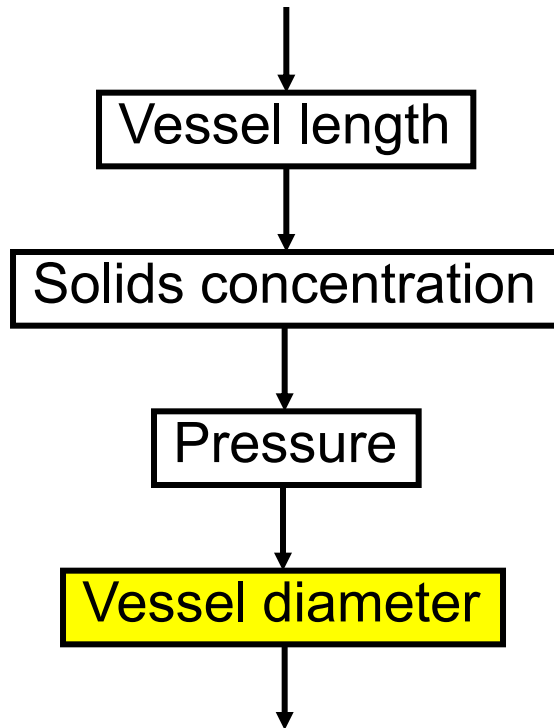 Vessel length
Solids concentration
Pressure
Vessel diameter